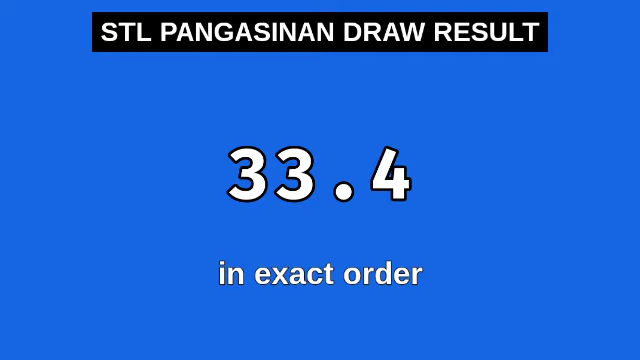 STL PANGASINAN DRAW RESULT
33.4
in exact order